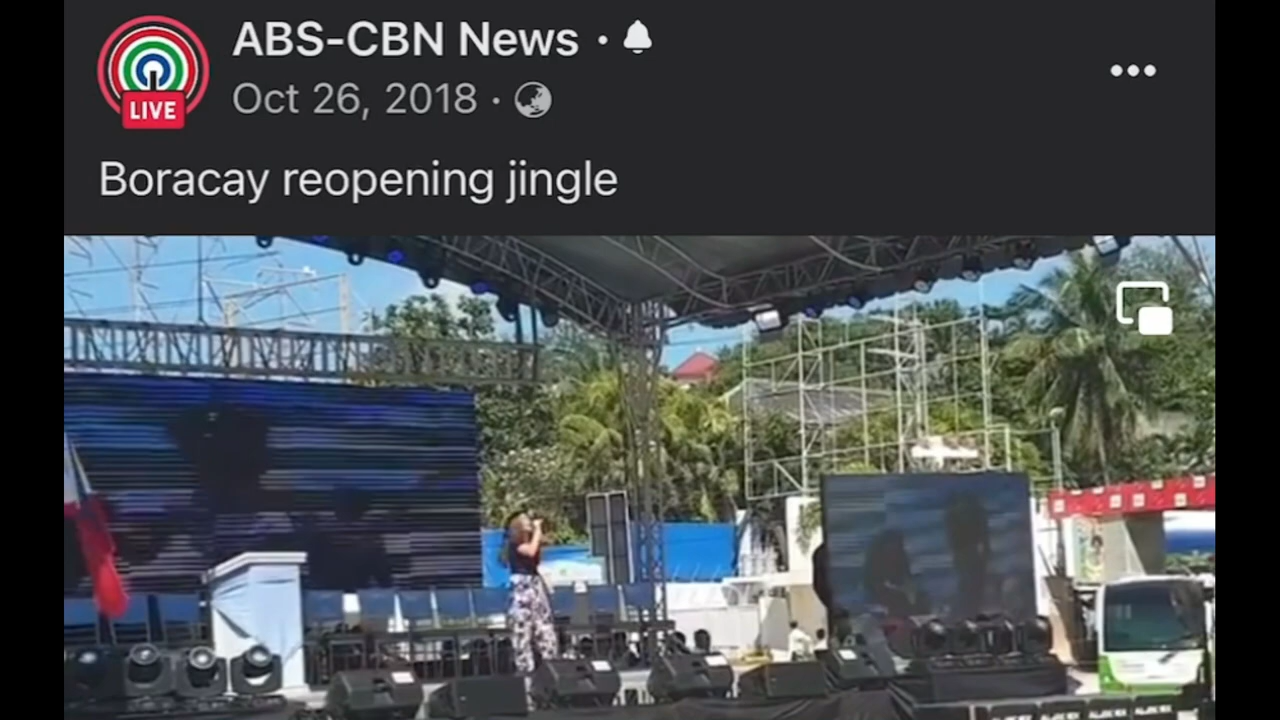 ABS-CBN News ·
LIVE
Oct 26, 2018 ·
Boracay reopening jingle